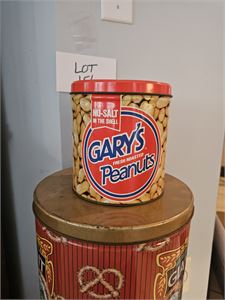 LOT
NO-SALT
IN THE SHELL
GARY'S
FRESH ROASTED
Peanuts